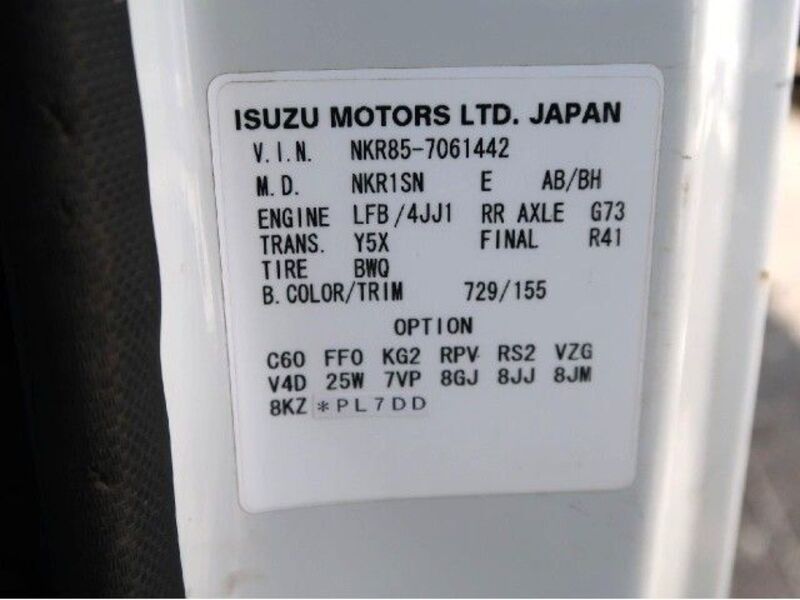 ISUZU MOTORS LTD. JAPAN
V.I.N. NKR85-7061442
M.D. NKR1SN E AB/BH
ENGINE LFB/4JJ1 RR AXLE G73
TRANS. Y5X FINAL R41
TIRE BWQ
B.COLOR/TRIM 729/155
OPTION
C60 FF0 KG2 RPV RS2 VZG
V4D 25W 7VP 8GJ 8JJ 8JM
8KZ *PL7DD